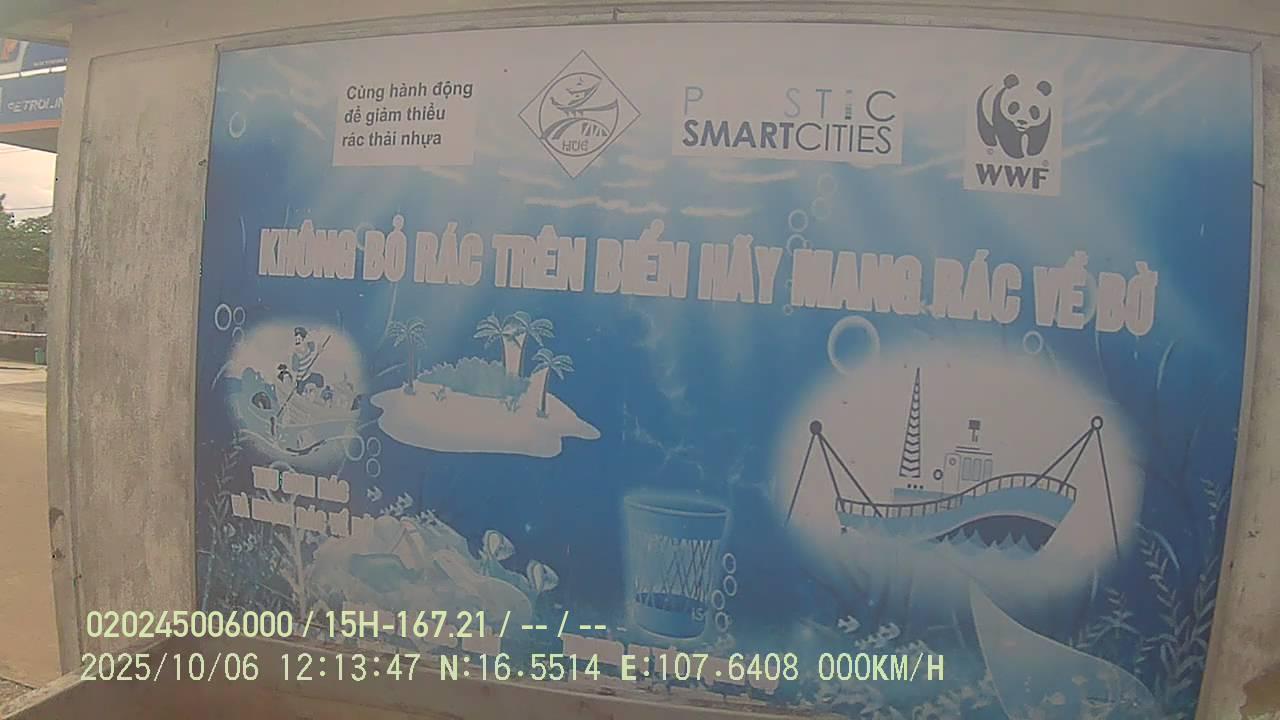 PETROLIM
Cùng hành động
để giảm thiểu
rác thải nhựa
HUẾ
P STIC
SMARTCITIES
WWF
KHÔNG BỎ RÁC TRÊN BIỂN HÃY MANG RÁC VỀ BỜ
020245006000 / 15H-167.21 / -- / --
2025/10/06 12:13:47 N:16.5514 E:107.6408 000KM/H